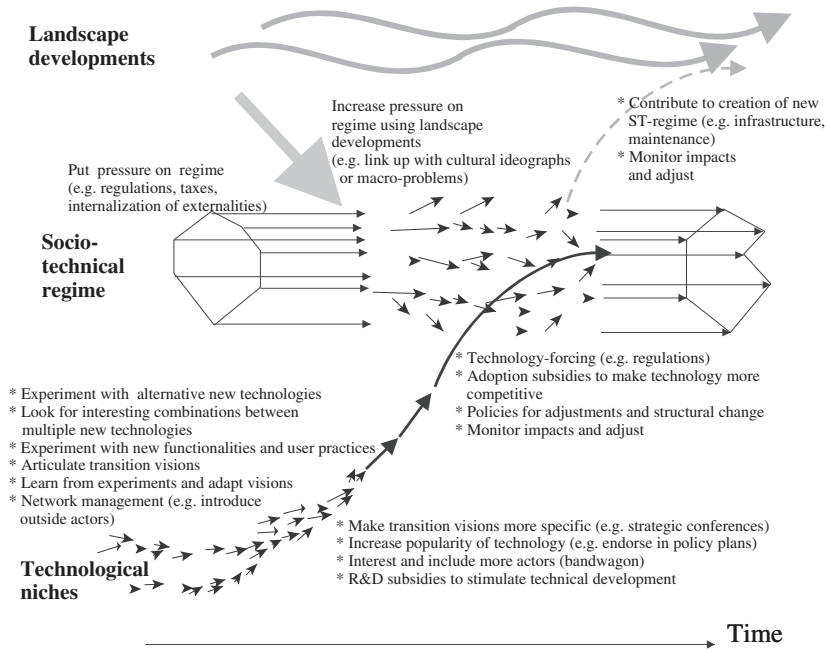 Landscape
developments
Increase pressure on
regime using landscape
developments
(e.g. link up with cultural ideographs
or macro-problems)
* Contribute to creation of new
ST-regime (e.g. infrastructure,
maintenance)
* Monitor impacts
and adjust
Put pressure on regime
(e.g. regulations, taxes,
internalization of externalities)
Socio-
technical
regime
* Technology-forcing (e.g. regulations)
* Adoption subsidies to make technology more
competitive
* Policies for adjustments and structural change
* Monitor impacts and adjust
* Experiment with alternative new technologies
* Look for interesting combinations between
multiple new technologies
* Experiment with new functionalities and user practices
* Articulate transition visions
* Learn from experiments and adapt visions
* Network management (e.g. introduce
outside actors)
* Make transition visions more specific (e.g. strategic conferences)
* Increase popularity of technology (e.g. endorse in policy plans)
* Interest and include more actors (bandwagon)
* R&D subsidies to stimulate technical development
Technological
niches
Time